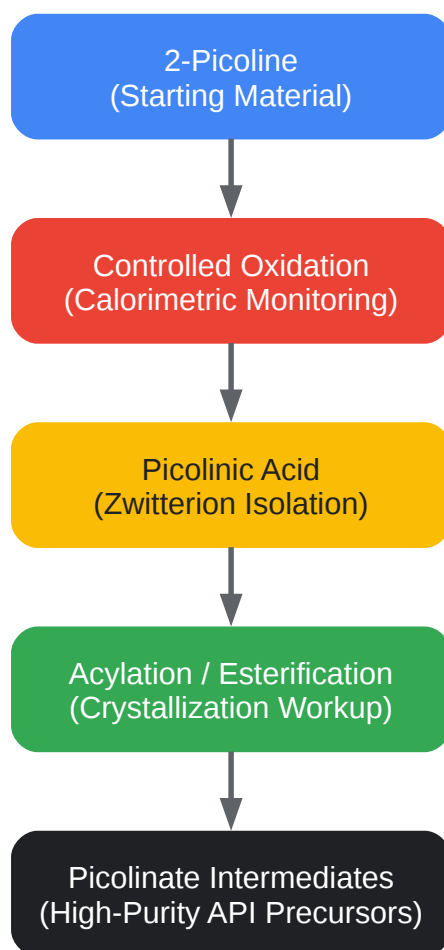 2-Picoline
(Starting Material)
Controlled Oxidation
(Calorimetric Monitoring)
Picolinic Acid
(Zwitterion Isolation)
Acylation / Esterification
(Crystallization Workup)
Picolinate Intermediates
(High-Purity API Precursors)